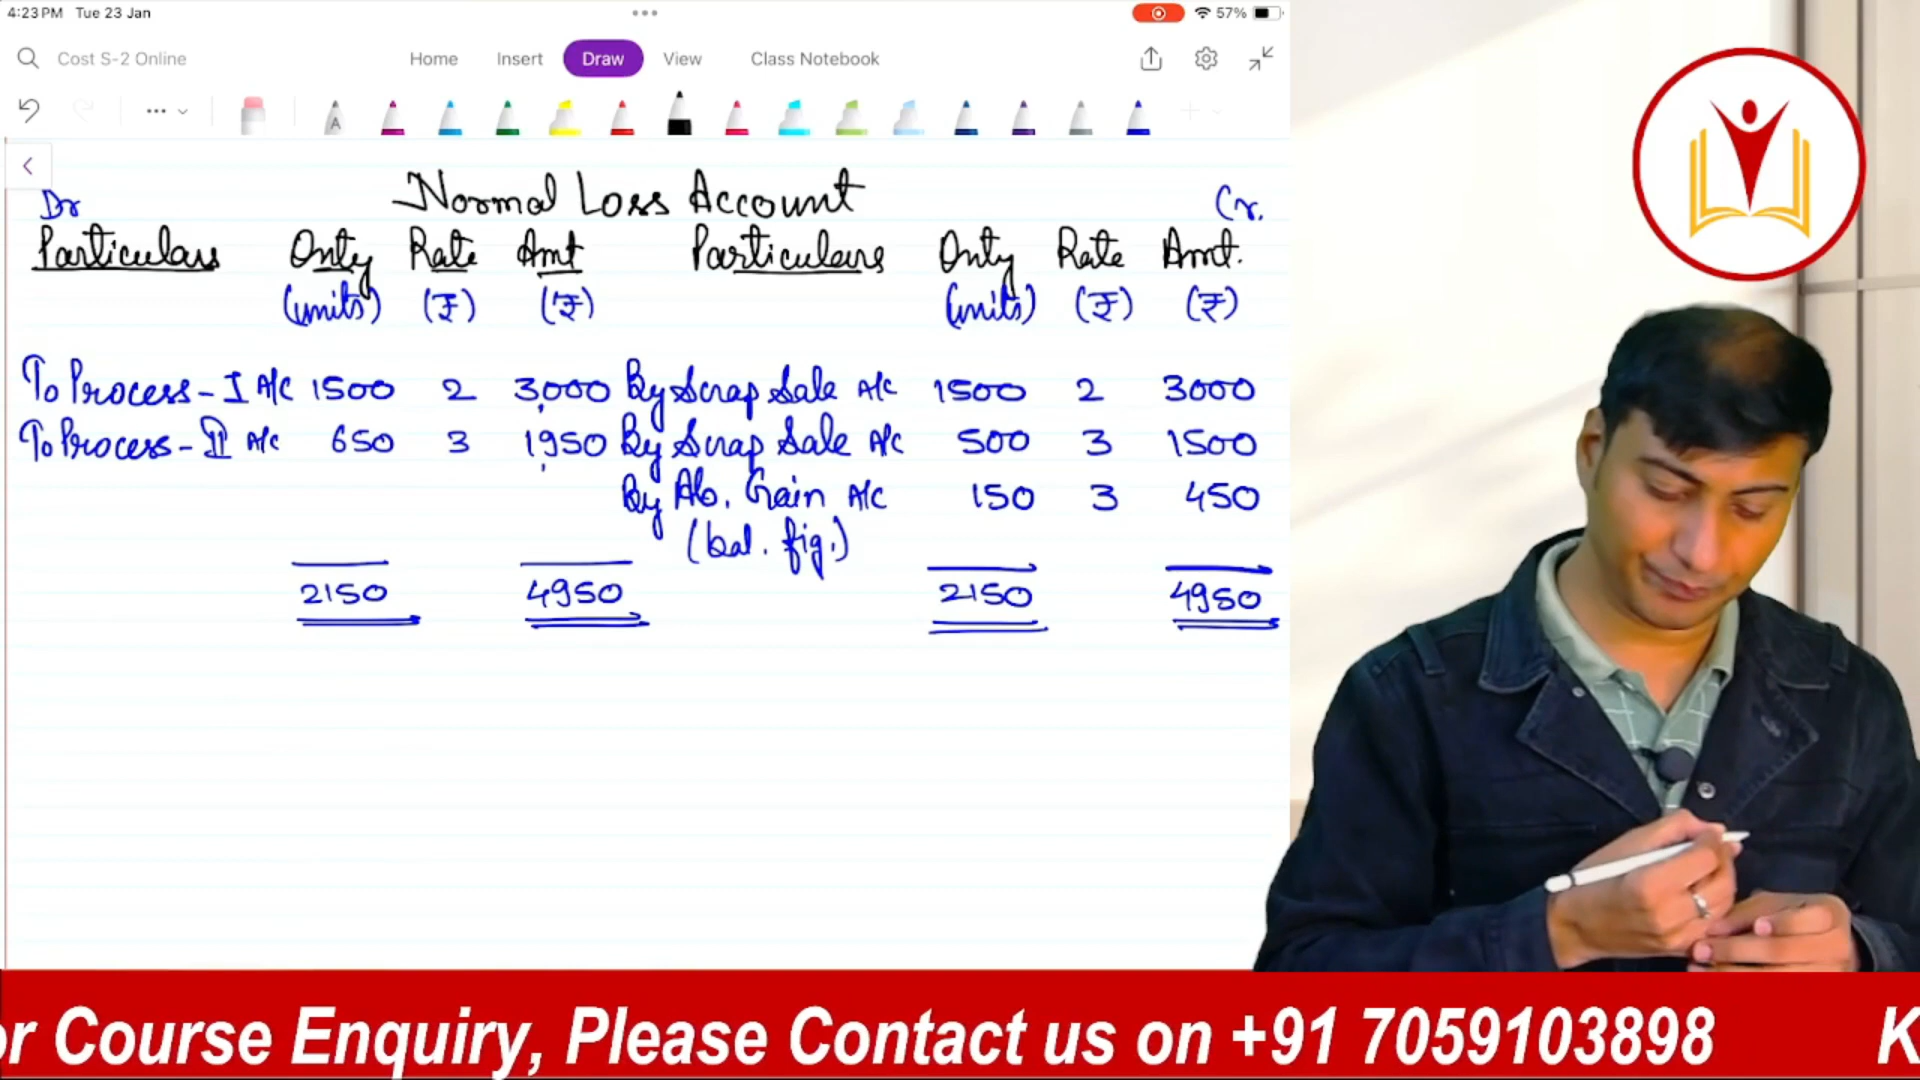 4:23 PM Tue 23 Jan
57%
Cost S-2 Online
Home Insert Draw View Class Notebook
A
Normal Loss Account
Dr
Cr.
Particulars Qnty Rate Amt Particulars Qnty Rate Amt.
(units) (₹) (₹) (units) (₹) (₹)
To Process - I A/c 1500 2 3,000 By Scrap Sale A/c 1500 2 3000
To Process - II A/c 650 3 1,950 By Scrap Sale A/c 500 3 1500
By Ab. Gain A/c 150 3 450
(bal. fig.)
2150 4950 2150 4950
or Course Enquiry, Please Contact us on +91 7059103898 K